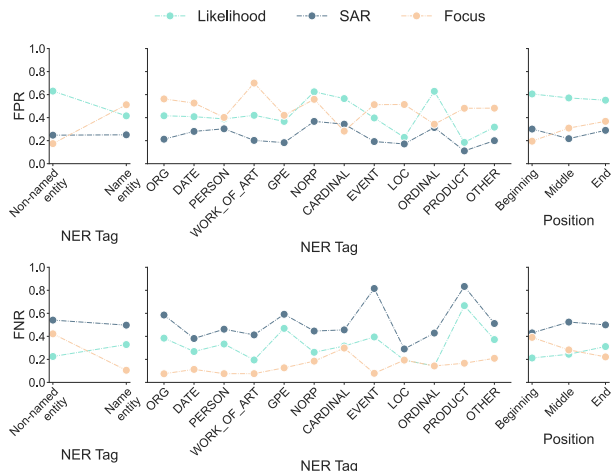 Likelihood SAR Focus
FPR
1.0
0.8
0.6
0.4
0.2
0.0
Non-named entity
Name entity
NER Tag
ORG
DATE
PERSON
WORK_OF_ART
GPE
NORP
CARDINAL
EVENT
LOC
ORDINAL
PRODUCT
OTHER
NER Tag
Beginning
Middle
End
Position
FNR
1.0
0.8
0.6
0.4
0.2
0.0
Non-named entity
Name entity
NER Tag
ORG
DATE
PERSON
WORK_OF_ART
GPE
NORP
CARDINAL
EVENT
LOC
ORDINAL
PRODUCT
OTHER
NER Tag
Beginning
Middle
End
Position